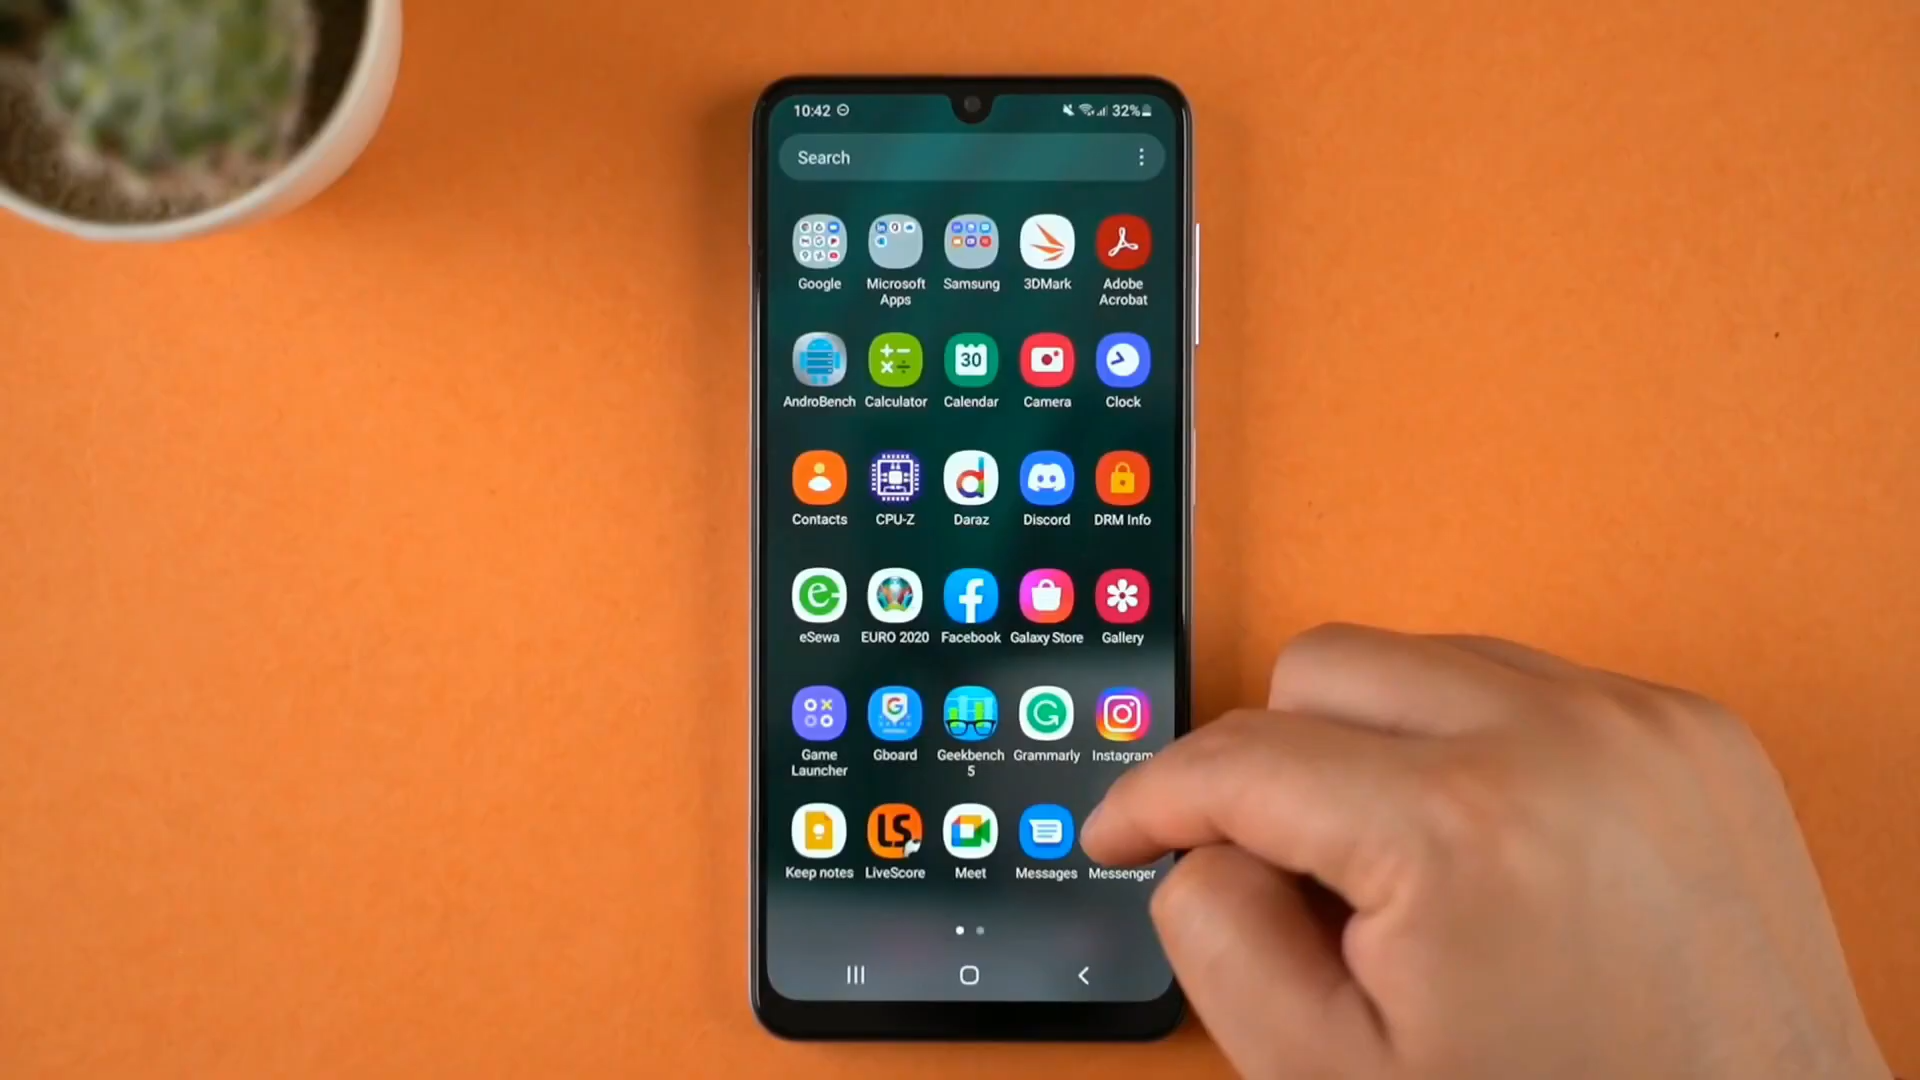 10:42
32%
Search
Google
Microsoft
Apps
Samsung
3DMark
Adobe
Acrobat
AndroBench
Calculator
30
Calendar
Camera
Clock
Contacts
CPU-Z
Daraz
Discord
DRM Info
eSewa
EURO 2020
Facebook
Galaxy Store
Gallery
Game
Launcher
Gboard
Geekbench
5
Grammarly
Instagram
LS
Keep notes
LiveScore
Meet
Messages
Messenger